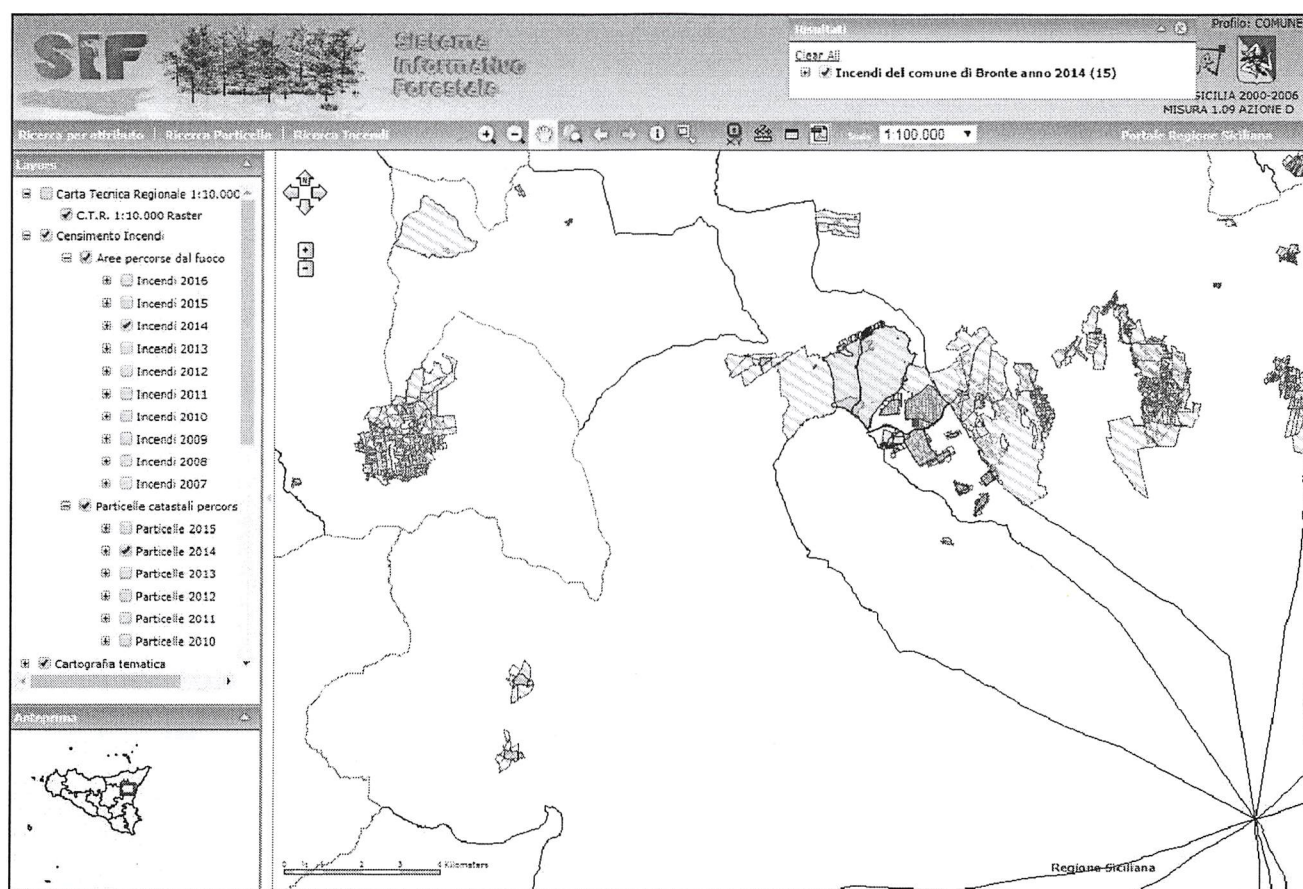 SIF
Sistema
Informativo
Forestale
Risultati
Clear All
Incendi del comune di Bronte anno 2014 (15)
Profilo: COMUNE
SICILIA 2000-2006
MISURA 1.09 AZIONE D
Ricerca per attributo | Ricerca Particella | Ricerca Incendi
Scala 1:100.000
Portale Regione Siciliana
Layers
Carta Tecnica Regionale 1:10.000
C.T.R. 1:10.000 Raster
Censimento Incendi
Aree percorse dal fuoco
Incendi 2016
Incendi 2015
Incendi 2014
Incendi 2013
Incendi 2012
Incendi 2011
Incendi 2010
Incendi 2009
Incendi 2008
Incendi 2007
Particelle catastali percors
Particelle 2015
Particelle 2014
Particelle 2013
Particelle 2012
Particelle 2011
Particelle 2010
Cartografia tematica
Anteprima
N
0 1 2 3 4 Kilometers
Regione Siciliana